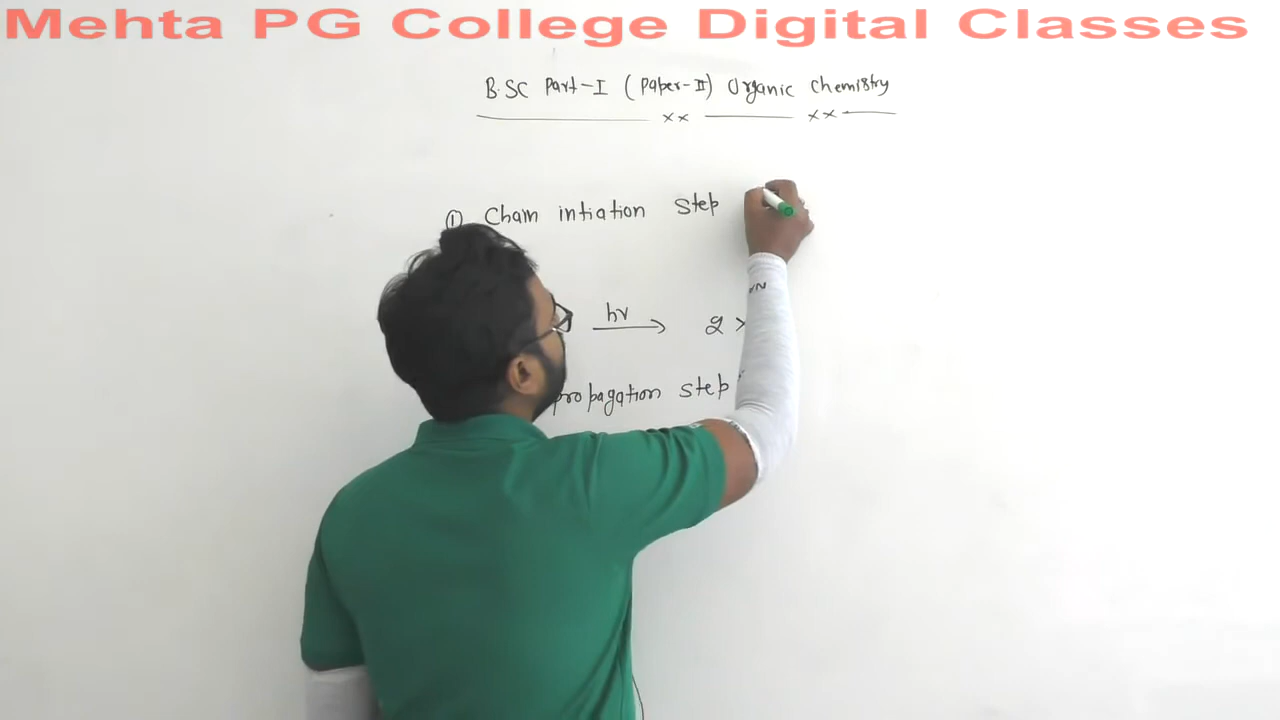 Mehta PG College Digital Classes
B.SC Part-I (Paper-II) Organic Chemistry
xx xx
① Chain intiation Step
hν 2
propagation step